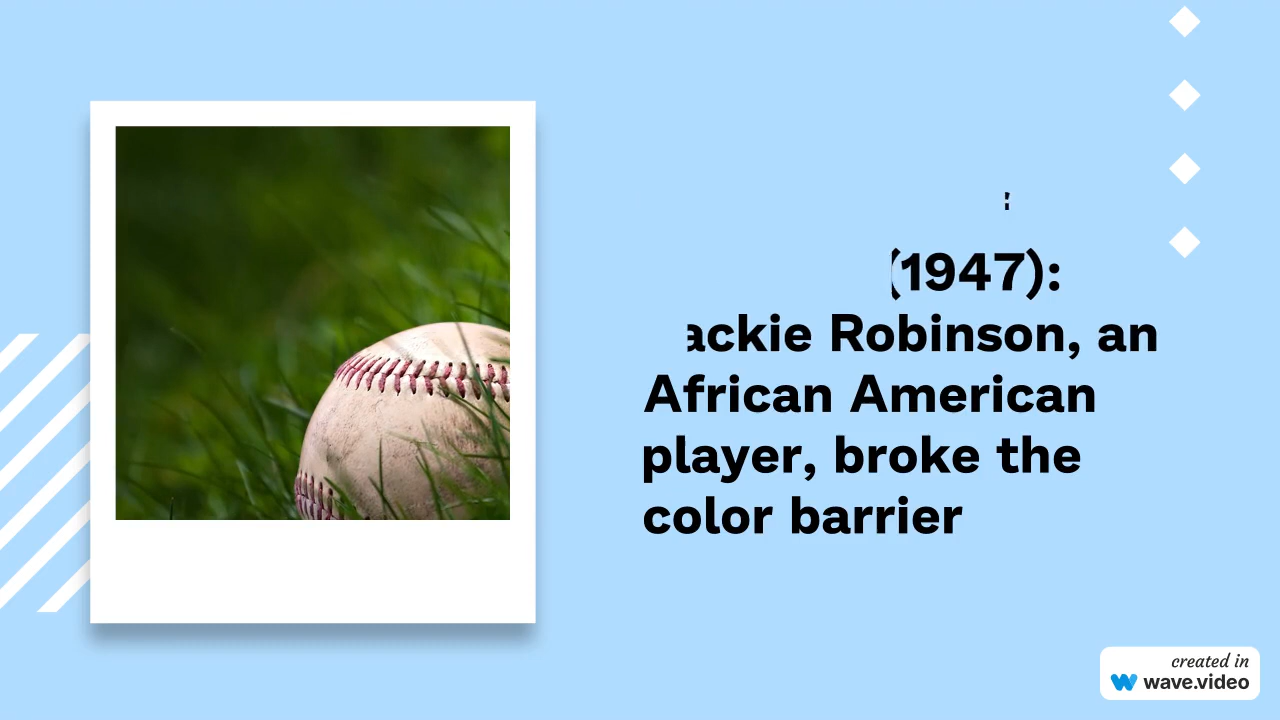 (1947):
ackie Robinson, an
African American
player, broke the
color barrier
created in
wave.video